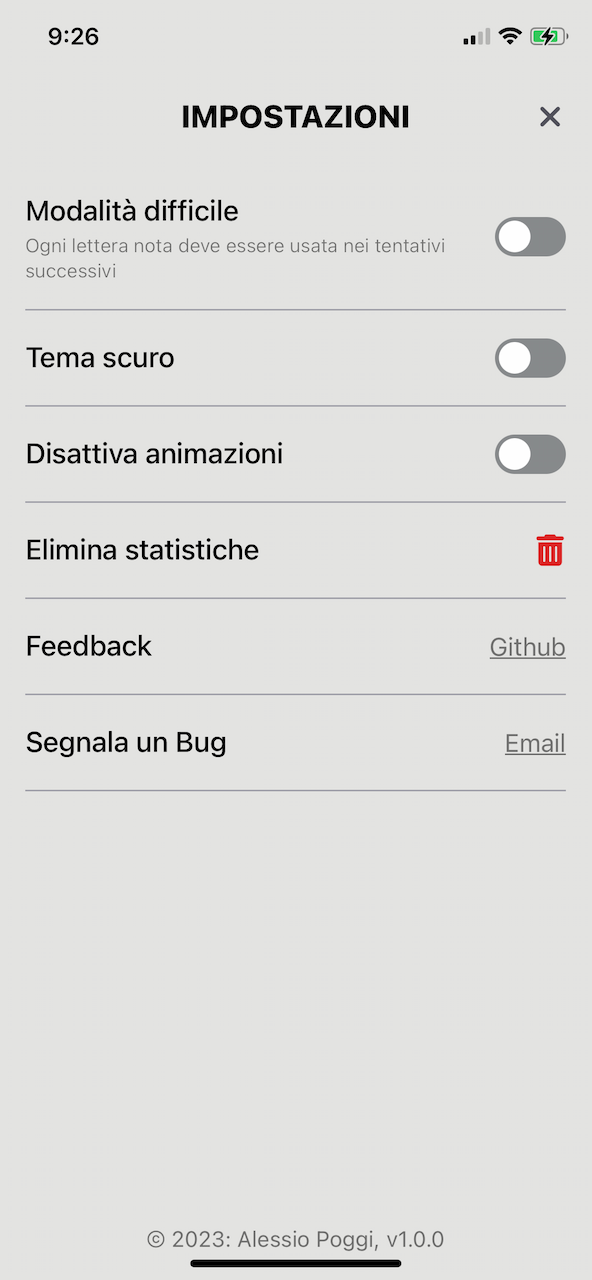 9:26
IMPOSTAZIONI
Modalità difficile
Ogni lettera nota deve essere usata nei tentativi
successivi
Tema scuro
Disattiva animazioni
Elimina statistiche
Feedback Github
Segnala un Bug Email
© 2023: Alessio Poggi, v1.0.0